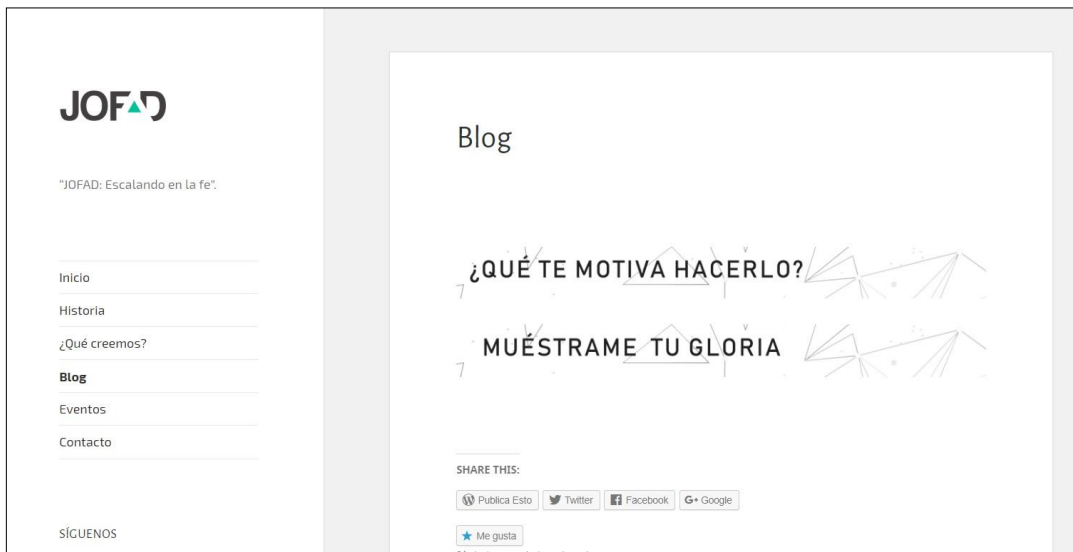 JOFAD
"JOFAD: Escalando en la fe".
Inicio
Historia
¿Qué creemos?
Blog
Eventos
Contacto
SÍGUENOS
Blog
¿QUÉ TE MOTIVA HACERLO?
MUÉSTRAME TU GLORIA
SHARE THIS:
Publica Esto Twitter Facebook G+ Google
Me gusta